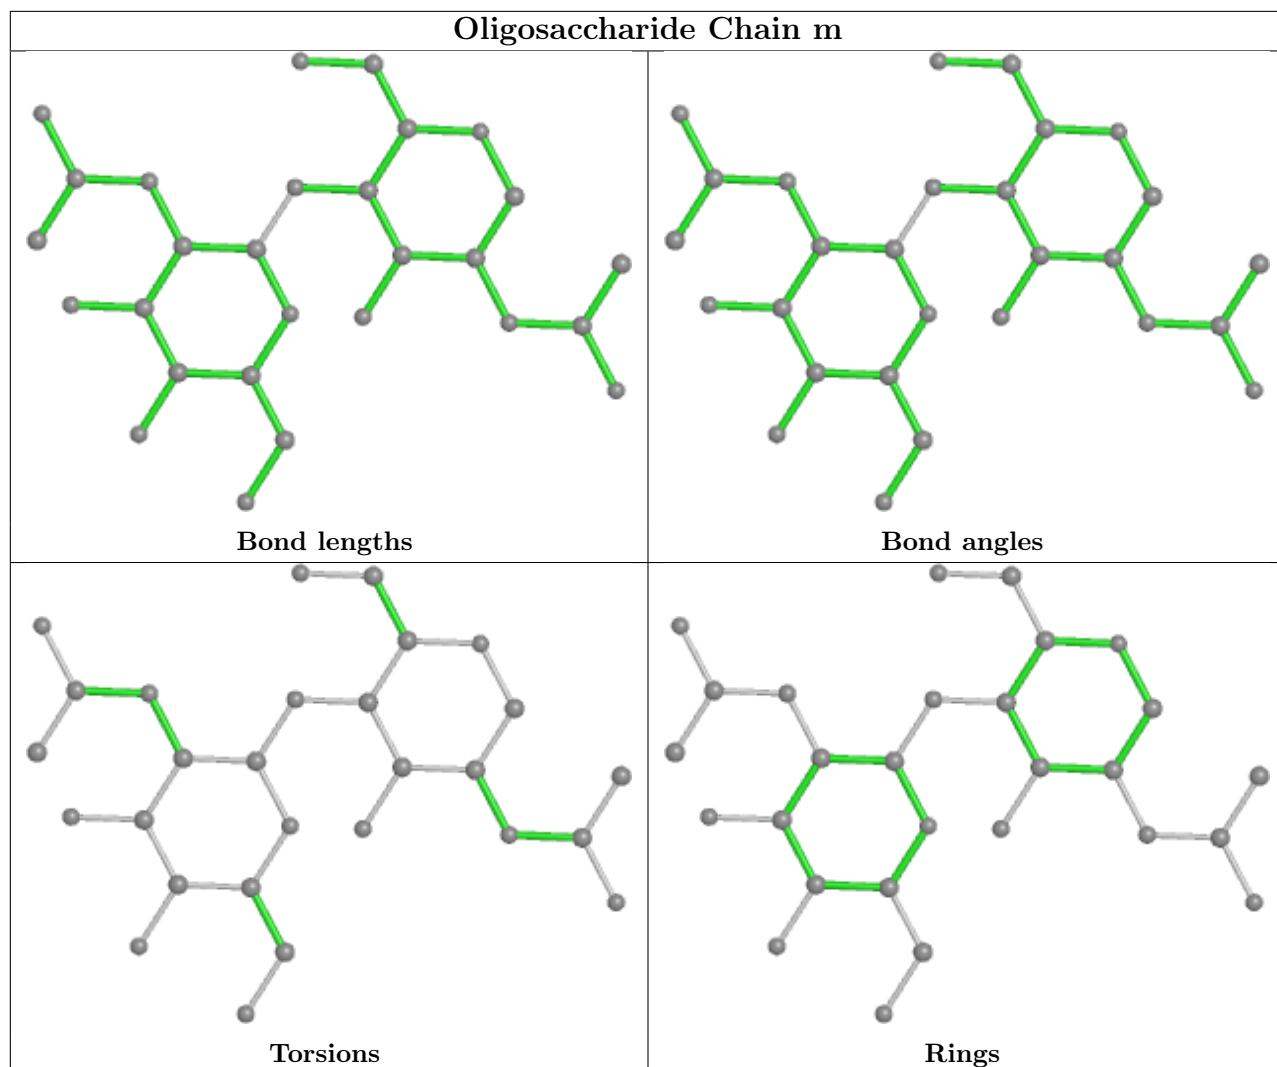 Oligosaccharide Chain m
Bond lengths
Bond angles
Torsions
Rings